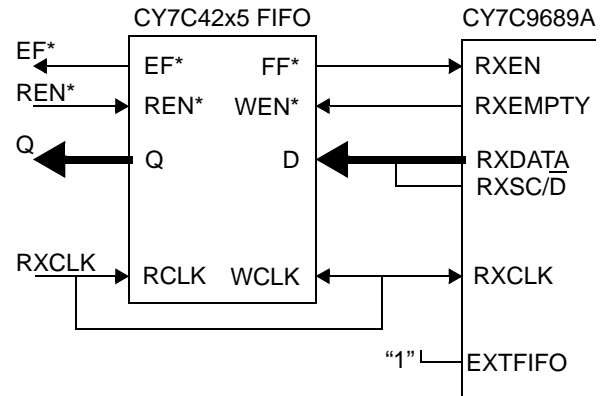 CY7C42x5 FIFO CY7C9689A
EF* EF* FF* RXEN
REN* REN* WEN* RXEMPTY
Q Q D RXDATA
RXSC/D̅
RXCLK RCLK WCLK RXCLK
“1” EXTFIFO